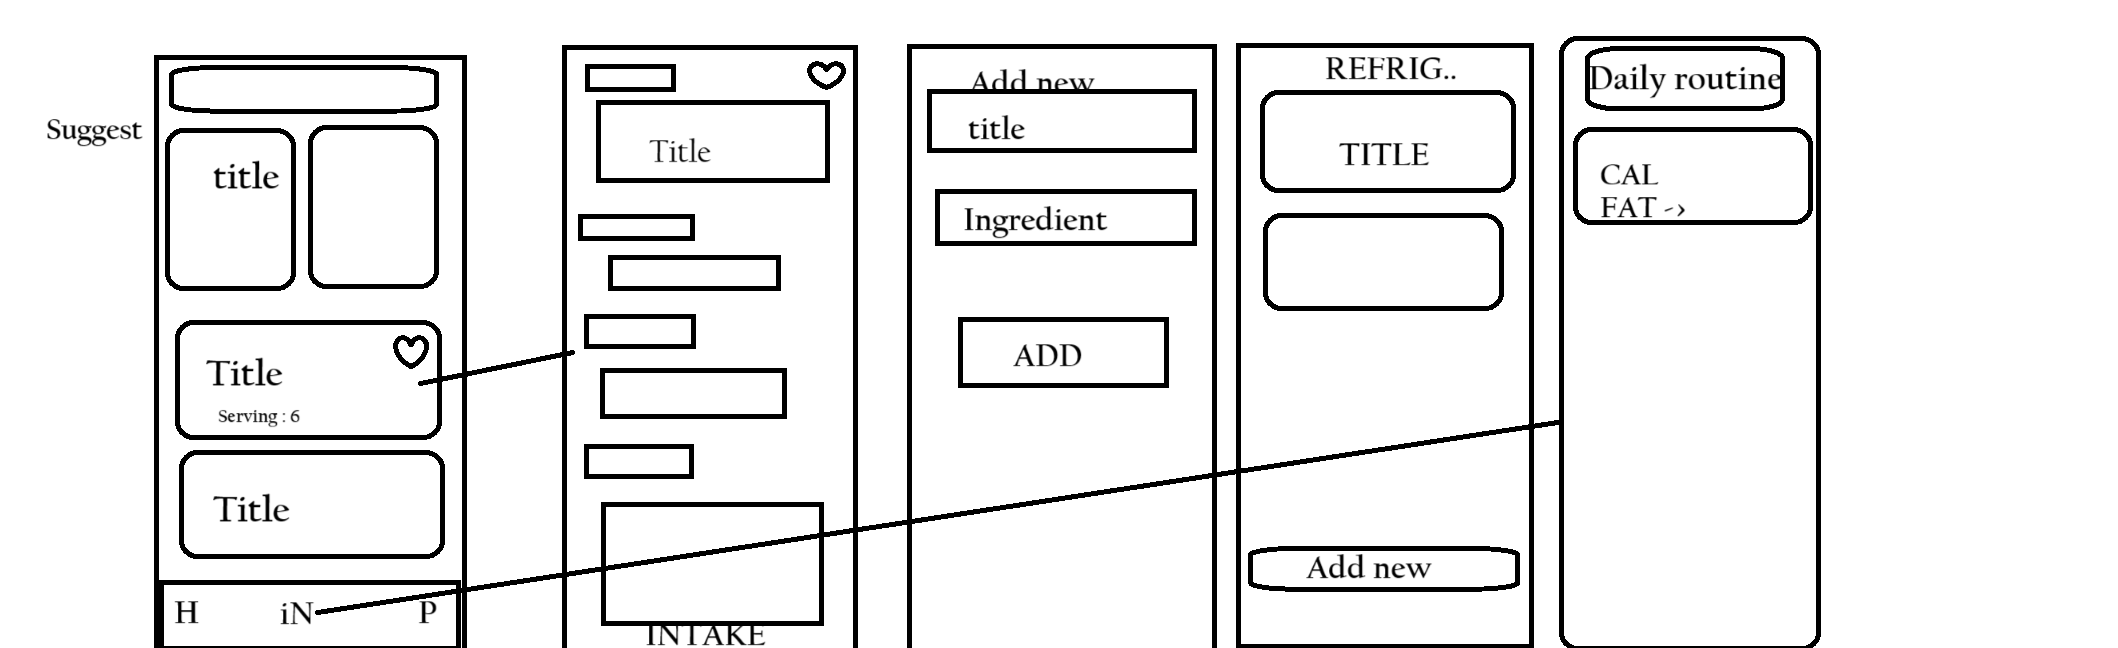 Suggest
title
Title
Serving : 6
Title
H
iN
P
Title
INTAKE
Add new
title
Ingredient
ADD
REFRIG..
TITLE
Add new
Daily routine
CAL
FAT ->